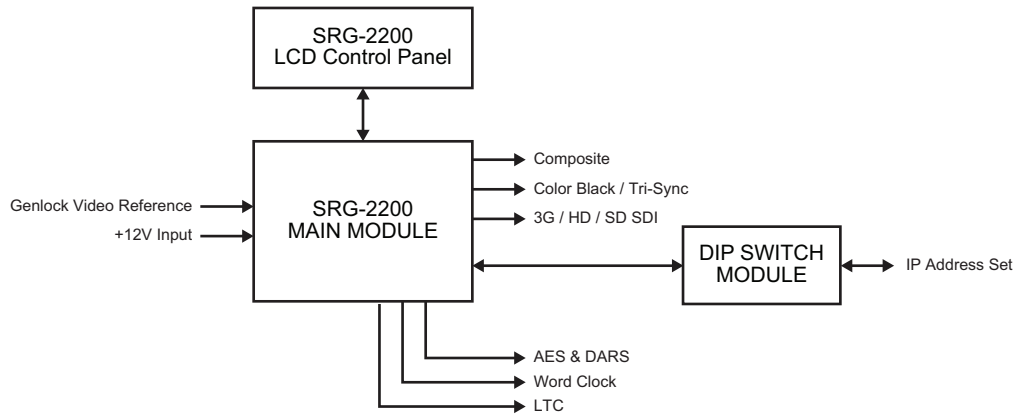 SRG-2200
LCD Control Panel
Genlock Video Reference
+12V Input
SRG-2200
MAIN MODULE
Composite
Color Black / Tri-Sync
3G / HD / SD SDI
DIP SWITCH
MODULE
IP Address Set
AES & DARS
Word Clock
LTC